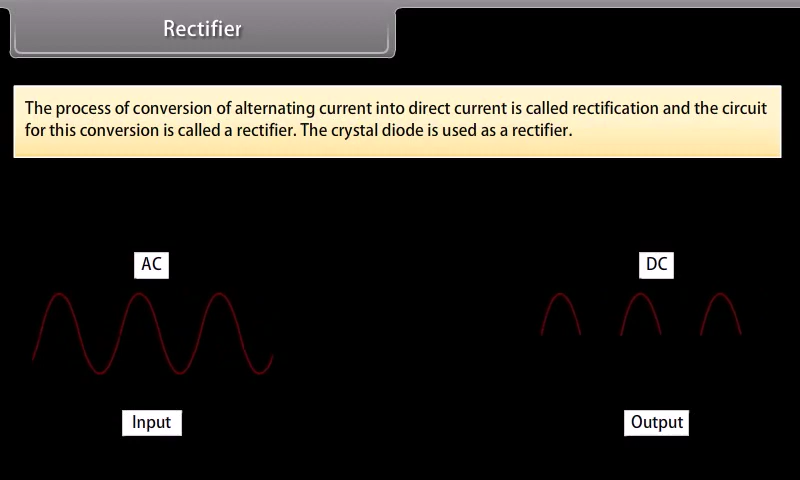 Rectifier
The process of conversion of alternating current into direct current is called rectification and the circuit
for this conversion is called a rectifier. The crystal diode is used as a rectifier.
AC
DC
Input
Output